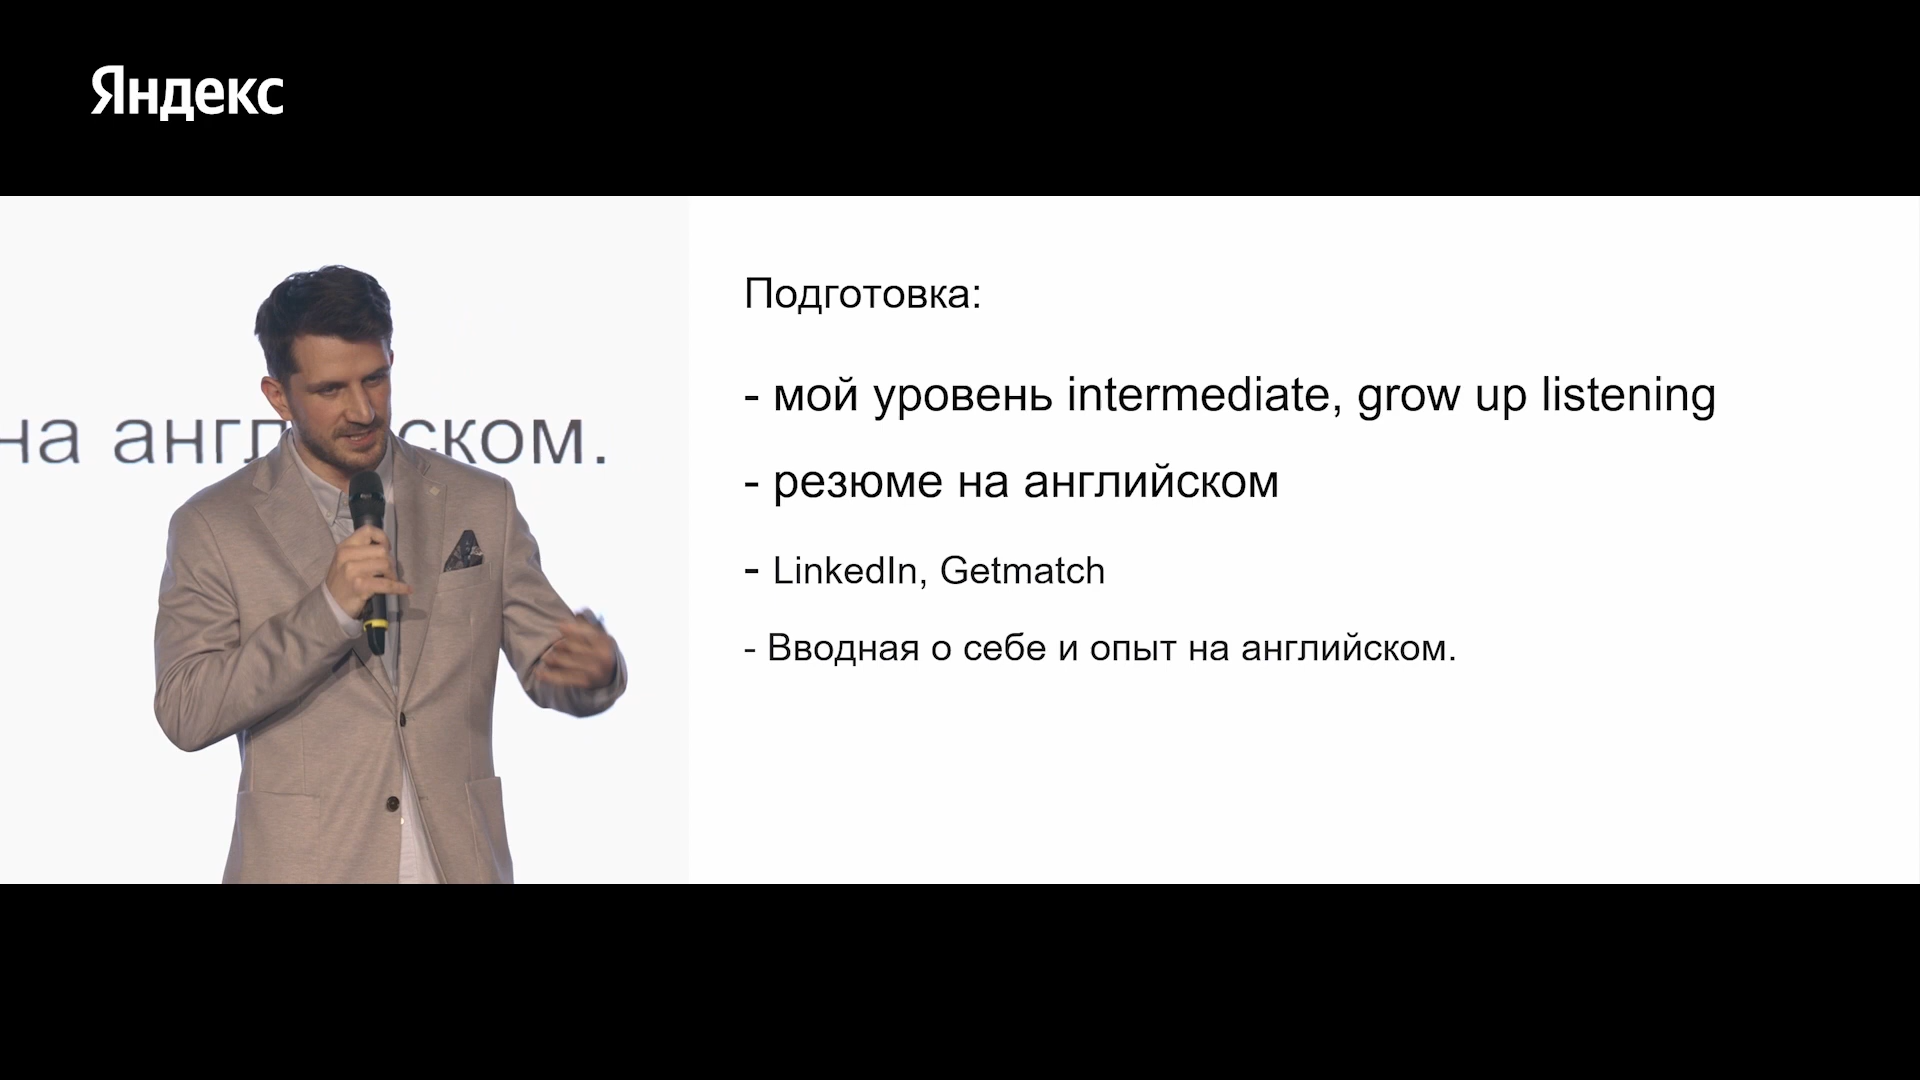 Яндекс
на англ ском.
Подготовка:
- мой уровень intermediate, grow up listening
- резюме на английском
- LinkedIn, Getmatch
- Вводная о себе и опыт на английском.